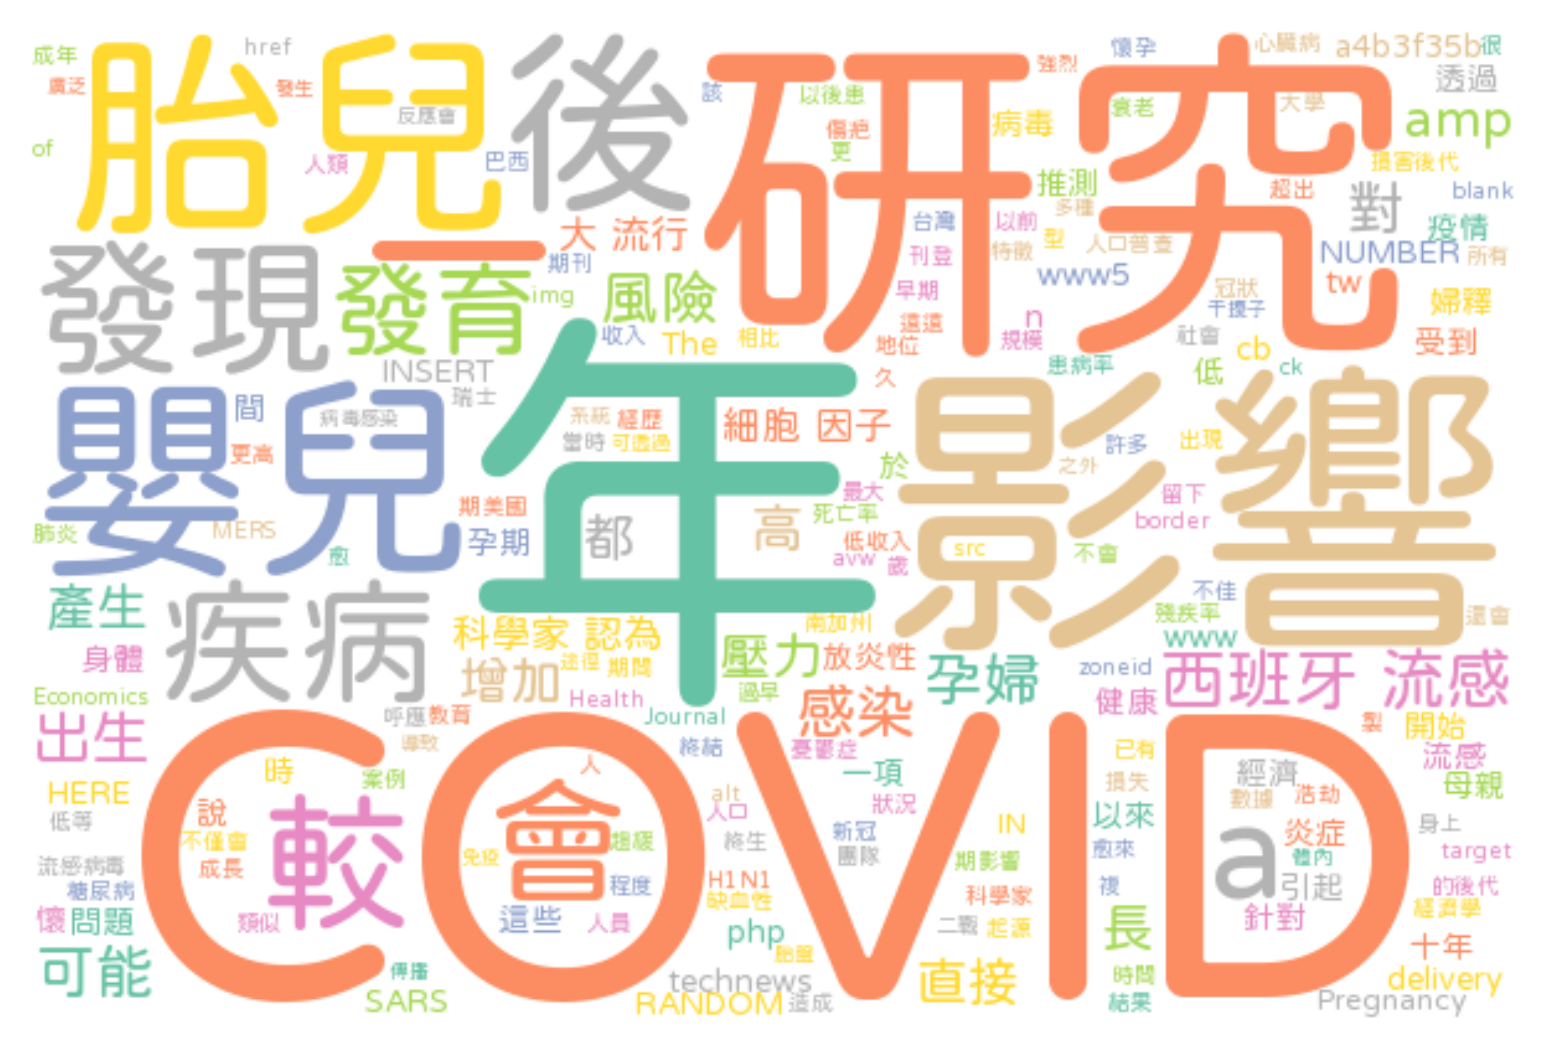 成年
href
胎兒
後
研究
懷孕
心臟病
a4b3f35b
很
廣泛
發生
反應會
該
以後患
強烈
衰老
大學
透過
of
人類
巴西
傷疤
更
病毒
amp
損害後代
推測
多種
超出
對
blank
大 流行
台灣
以前
型
人口普查
疫情
發現
一
期刊
刊登
特徵
NUMBER
所有
發育
img
風險
早期
www5
冠狀
tw
婦釋
收入
The
相比
遠遠
地位
n
規模
干擾子
社會
cb
受到
INSERT
瑞士
年
久
患病率
低
ck
嬰兒
間
病毒感染
系統
經歷
細胞 因子
影響
更高
當時
可透過
於
之外
許多
出現
期美國
最大
死亡率
留下
肺炎
MERS
愈
孕期
都
高
低收入
src
不會
border
avw
歲
產生
疾病
不佳
殘疾率
還會
身體
科學家 認為
南加州
壓力
放炎性
www
增加
途徑
期間
孕婦
zoneid
西班牙 流感
Economics
Health
過早
感染
健康
出生
呼應
教育
Journal
導致
終結
憂鬱症
已有
製
開始
COVID
時
案例
人
一項
損失
經濟
流感
HERE
alt
人口
狀況
數據
浩劫
母親
低等
說
較
會
不僅會
超級
新冠
終生
團隊
IN
以來
a
炎症
身上
流感病毒
成長
免疫
期影響
愈來
體內
target
糖尿病
程度
H1N1
缺血性
科學家
複
引起
的後代
懷
問題
類似
這些
人員
php
二戰
起源
長
針對
經濟學
可能
傳播
胎盤
technews
直接
時間
十年
delivery
SARS
RANDOM
造成
結果
Pregnancy